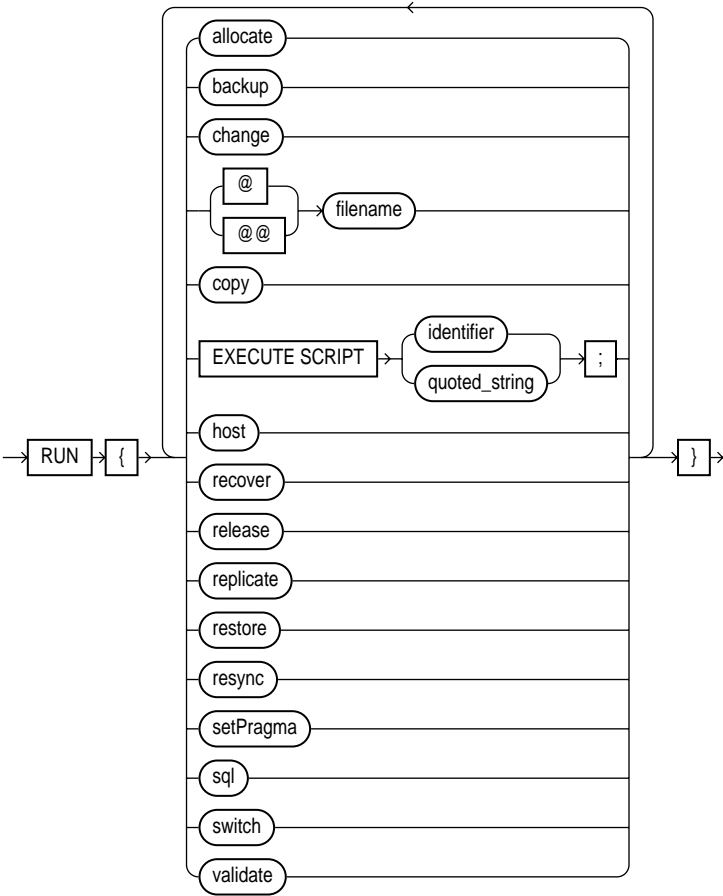 allocate
backup
change
@
filename
@@
copy
identifier
EXECUTE SCRIPT
;
quoted_string
host
RUN { }
recover
release
replicate
restore
resync
setPragma
sql
switch
validate